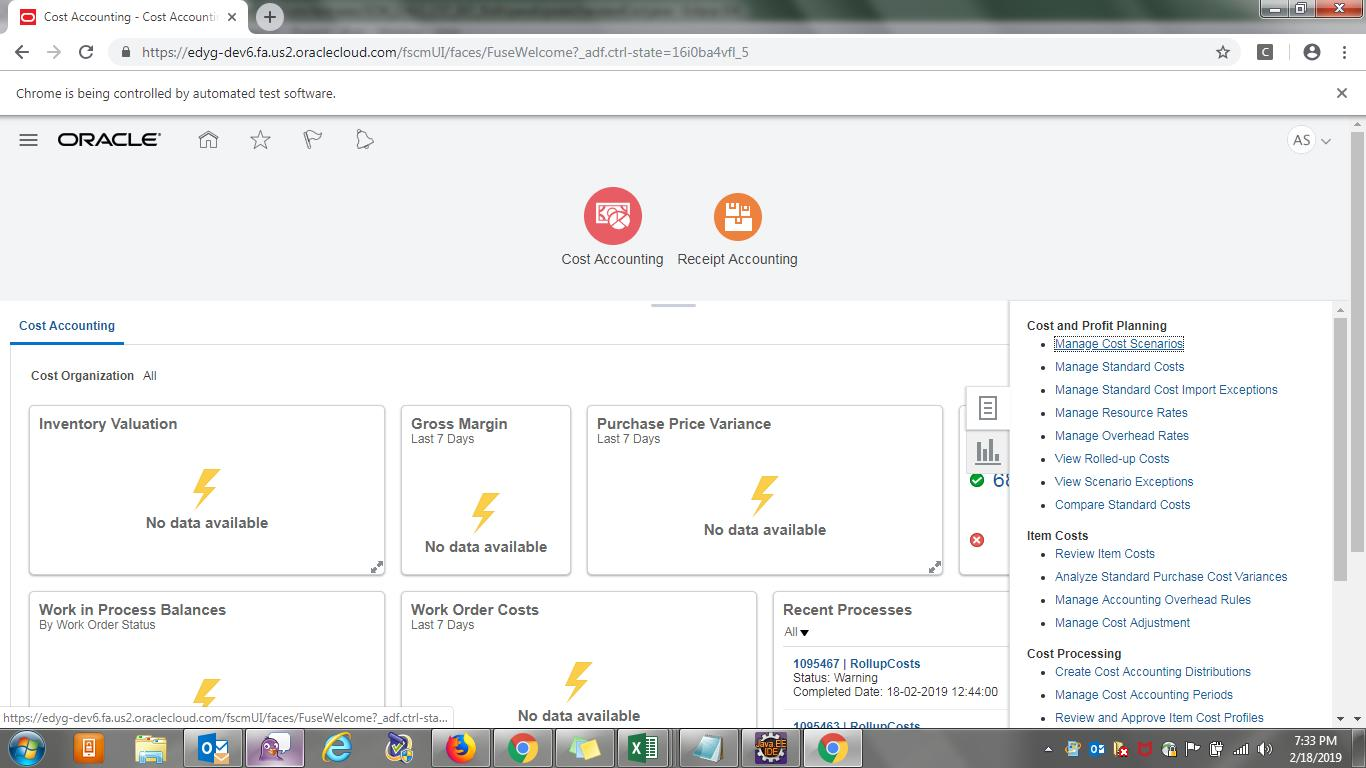 Cost Accounting - Cost Accountin
https://edyg-dev6.fa.us2.oraclecloud.com/fscmUI/faces/FuseWelcome?_adf.ctrl-state=16i0ba4vfl_5
C
Chrome is being controlled by automated test software.
ORACLE
AS
Cost Accounting
Receipt Accounting
Cost Accounting
Cost Organization All
Inventory Valuation
No data available
Gross Margin
Last 7 Days
No data available
Purchase Price Variance
Last 7 Days
No data available
68
Work in Process Balances
By Work Order Status
Work Order Costs
Last 7 Days
No data available
Recent Processes
All
1095467 | RollupCosts
Status: Warning
Completed Date: 18-02-2019 12:44:00
1095463 | RollupCosts
Cost and Profit Planning
Manage Cost Scenarios
Manage Standard Costs
Manage Standard Cost Import Exceptions
Manage Resource Rates
Manage Overhead Rates
View Rolled-up Costs
View Scenario Exceptions
Compare Standard Costs
Item Costs
Review Item Costs
Analyze Standard Purchase Cost Variances
Manage Accounting Overhead Rules
Manage Cost Adjustment
Cost Processing
Create Cost Accounting Distributions
Manage Cost Accounting Periods
Review and Approve Item Cost Profiles
https://edyg-dev6.fa.us2.oraclecloud.com/fscmUI/faces/FuseWelcome?_adf.ctrl-sta...
Java EE
IDE
7:33 PM
2/18/2019